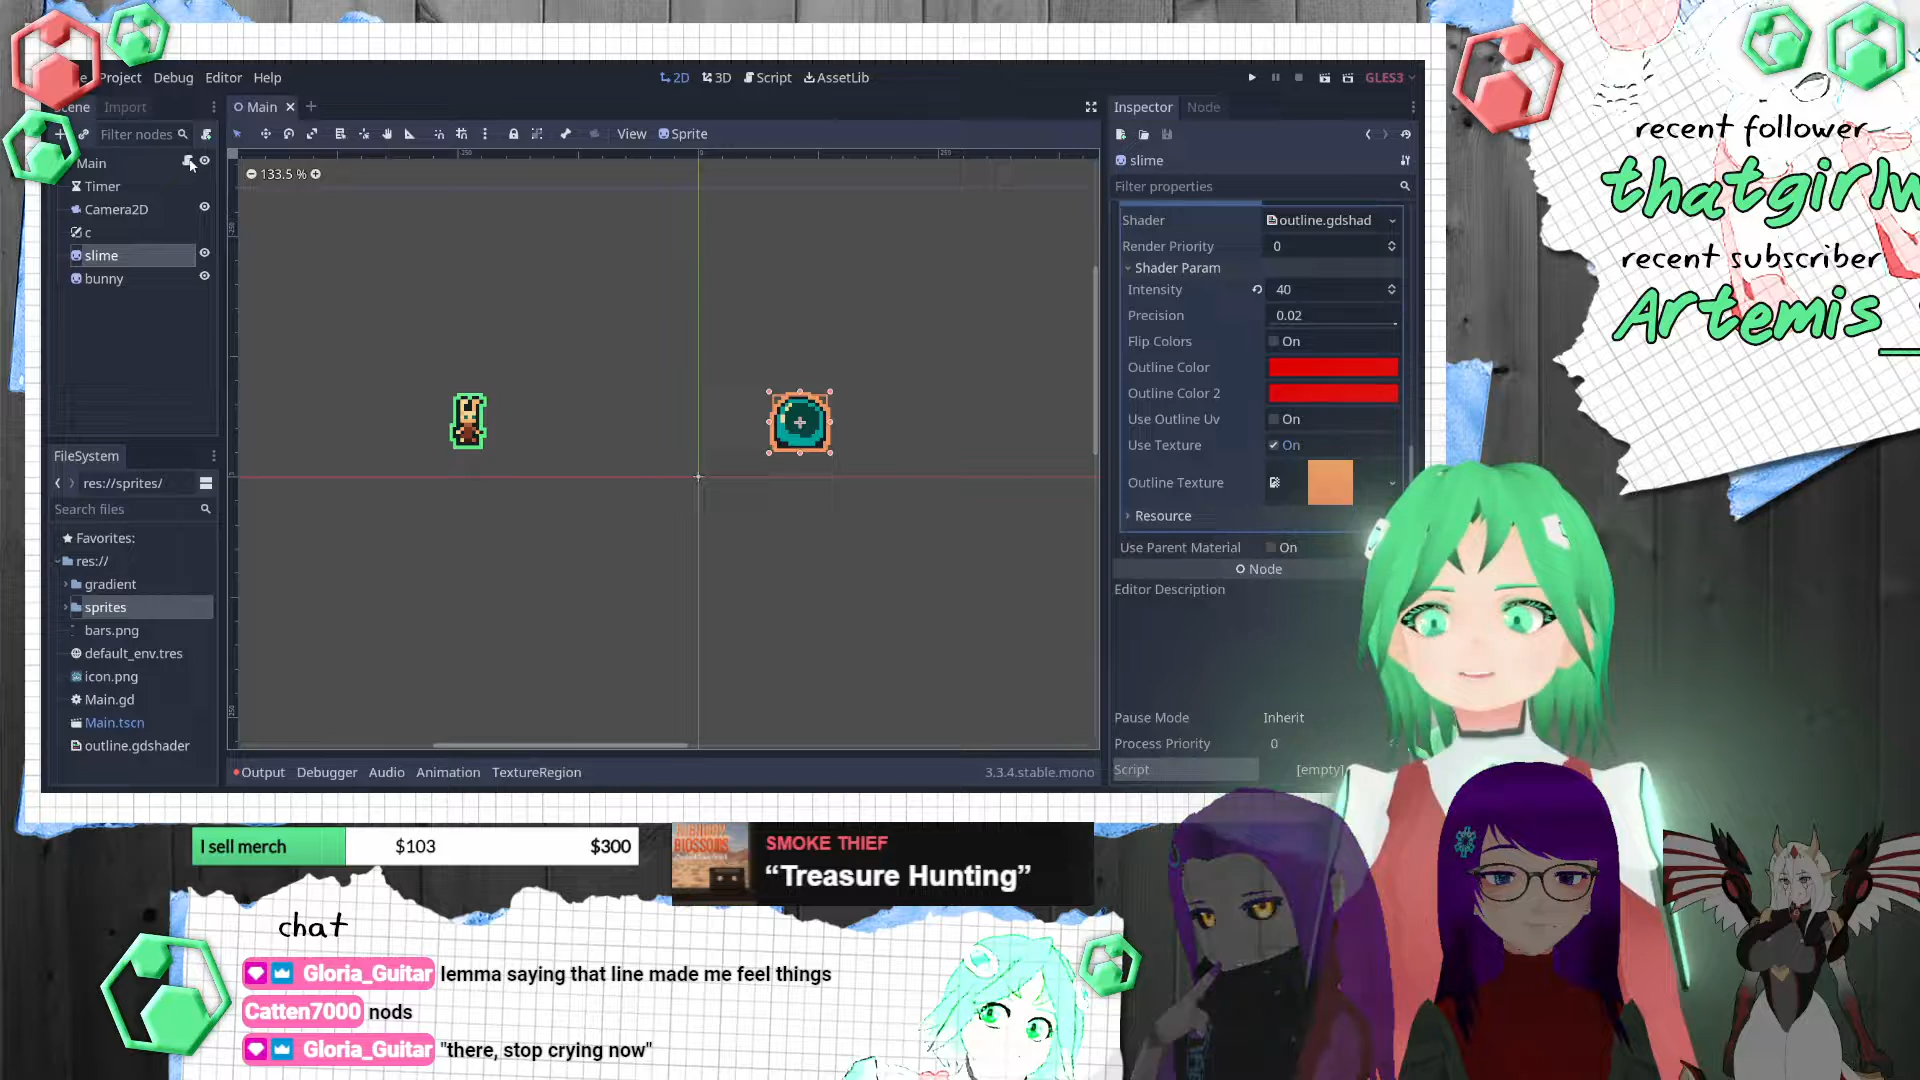 Project Debug Editor Help
2D 3D Script AssetLib
GLES3
Scene Import
Main
Inspector Node
Filter nodes
View Sprite
Main
Timer
Camera2D
c
slime
bunny
133.5 %
slime
Filter properties
Shader outline.gdshad
Render Priority 0
Shader Param
Intensity 40
Precision 0.02
Flip Colors On
Outline Color
Outline Color 2
Use Outline Uv On
Use Texture On
Outline Texture
Resource
Use Parent Material On
Node
Editor Description
Pause Mode Inherit
Process Priority 0
Script [empty]
FileSystem
res://sprites/
Search files
Favorites:
res://
gradient
sprites
bars.png
default_env.tres
icon.png
Main.gd
Main.tscn
outline.gdshader
Output Debugger Audio Animation TextureRegion
3.3.4.stable.mono
recent follower
thatgirlw
recent subscriber
Artemis_
I sell merch $103 $300
SMOKE THIEF
“Treasure Hunting”
chat
Gloria_Guitar lemma saying that line made me feel things
Catten7000 nods
Gloria_Guitar "there, stop crying now"